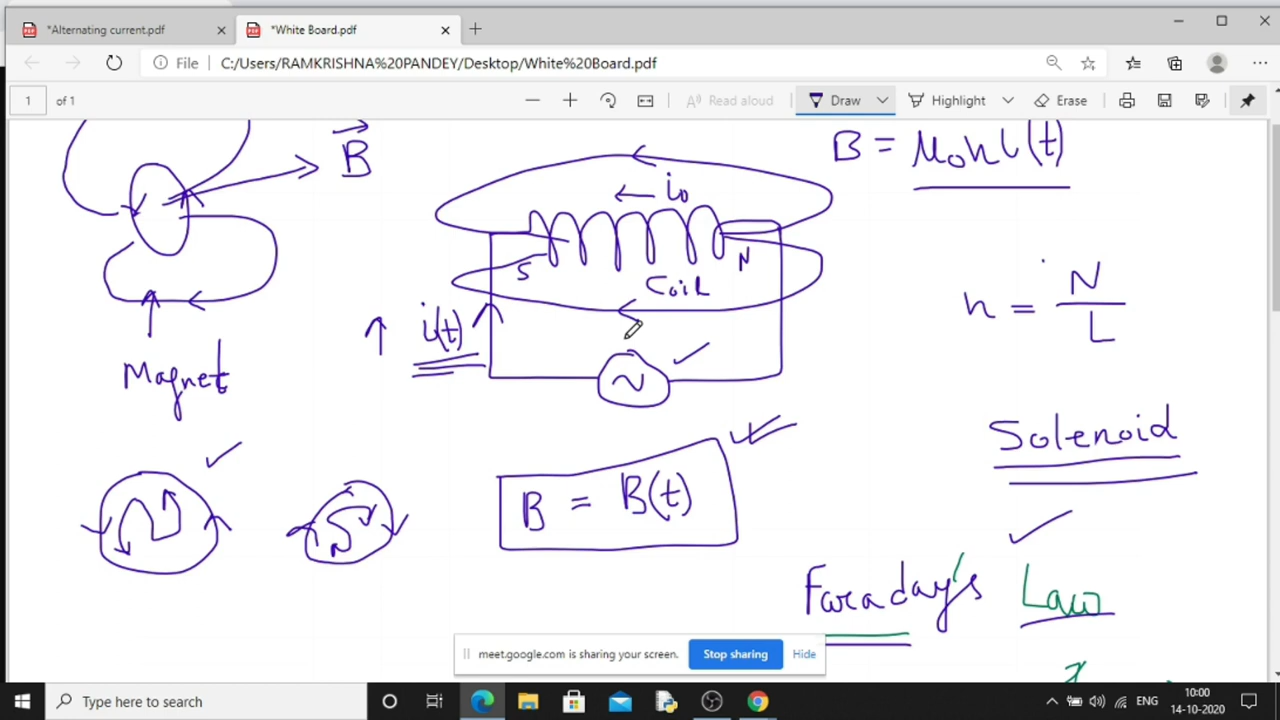 *Alternating current.pdf
*White Board.pdf
File
C:/Users/RAMKRISHNA%20PANDEY/Desktop/White%20Board.pdf
1 of 1
Read aloud
Draw
Highlight
Erase
B
B = μ₀ n i(t)
i₀
S
N
Coil
n = N/L
i(t)
Magnet
N
S
Solenoid
B = B(t)
Faraday's Law
meet.google.com is sharing your screen.
Stop sharing
Hide
Type here to search
ENG
10:00
14-10-2020